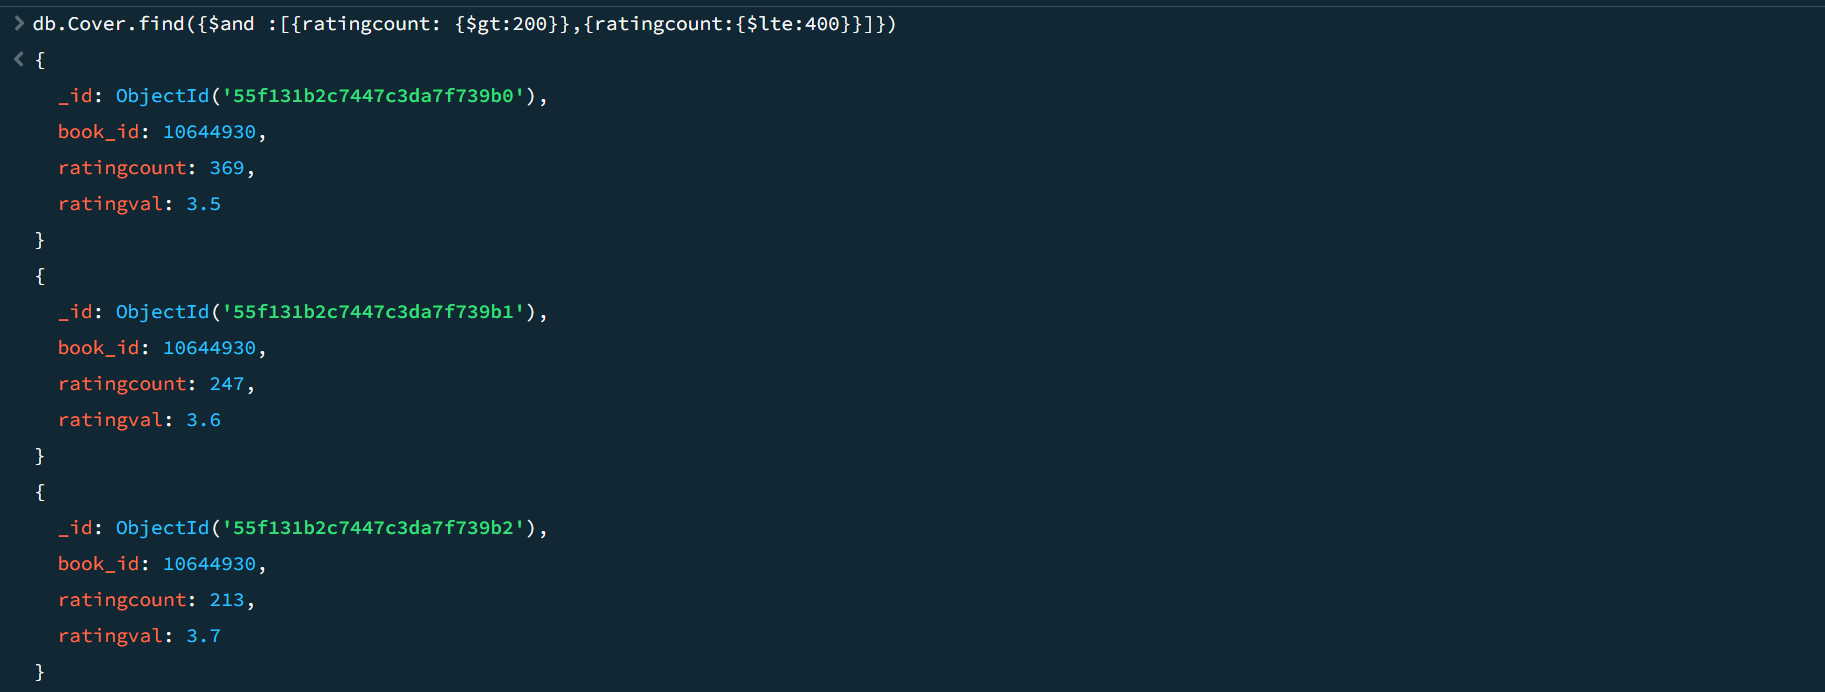 > db.Cover.find({$and :[{ratingcount: {$gt:200}},{ratingcount:{$lte:400}}]})
< {
_id: ObjectId('55f131b2c7447c3da7f739b0'),
book_id: 10644930,
ratingcount: 369,
ratingval: 3.5
}
{
_id: ObjectId('55f131b2c7447c3da7f739b1'),
book_id: 10644930,
ratingcount: 247,
ratingval: 3.6
}
{
_id: ObjectId('55f131b2c7447c3da7f739b2'),
book_id: 10644930,
ratingcount: 213,
ratingval: 3.7
}